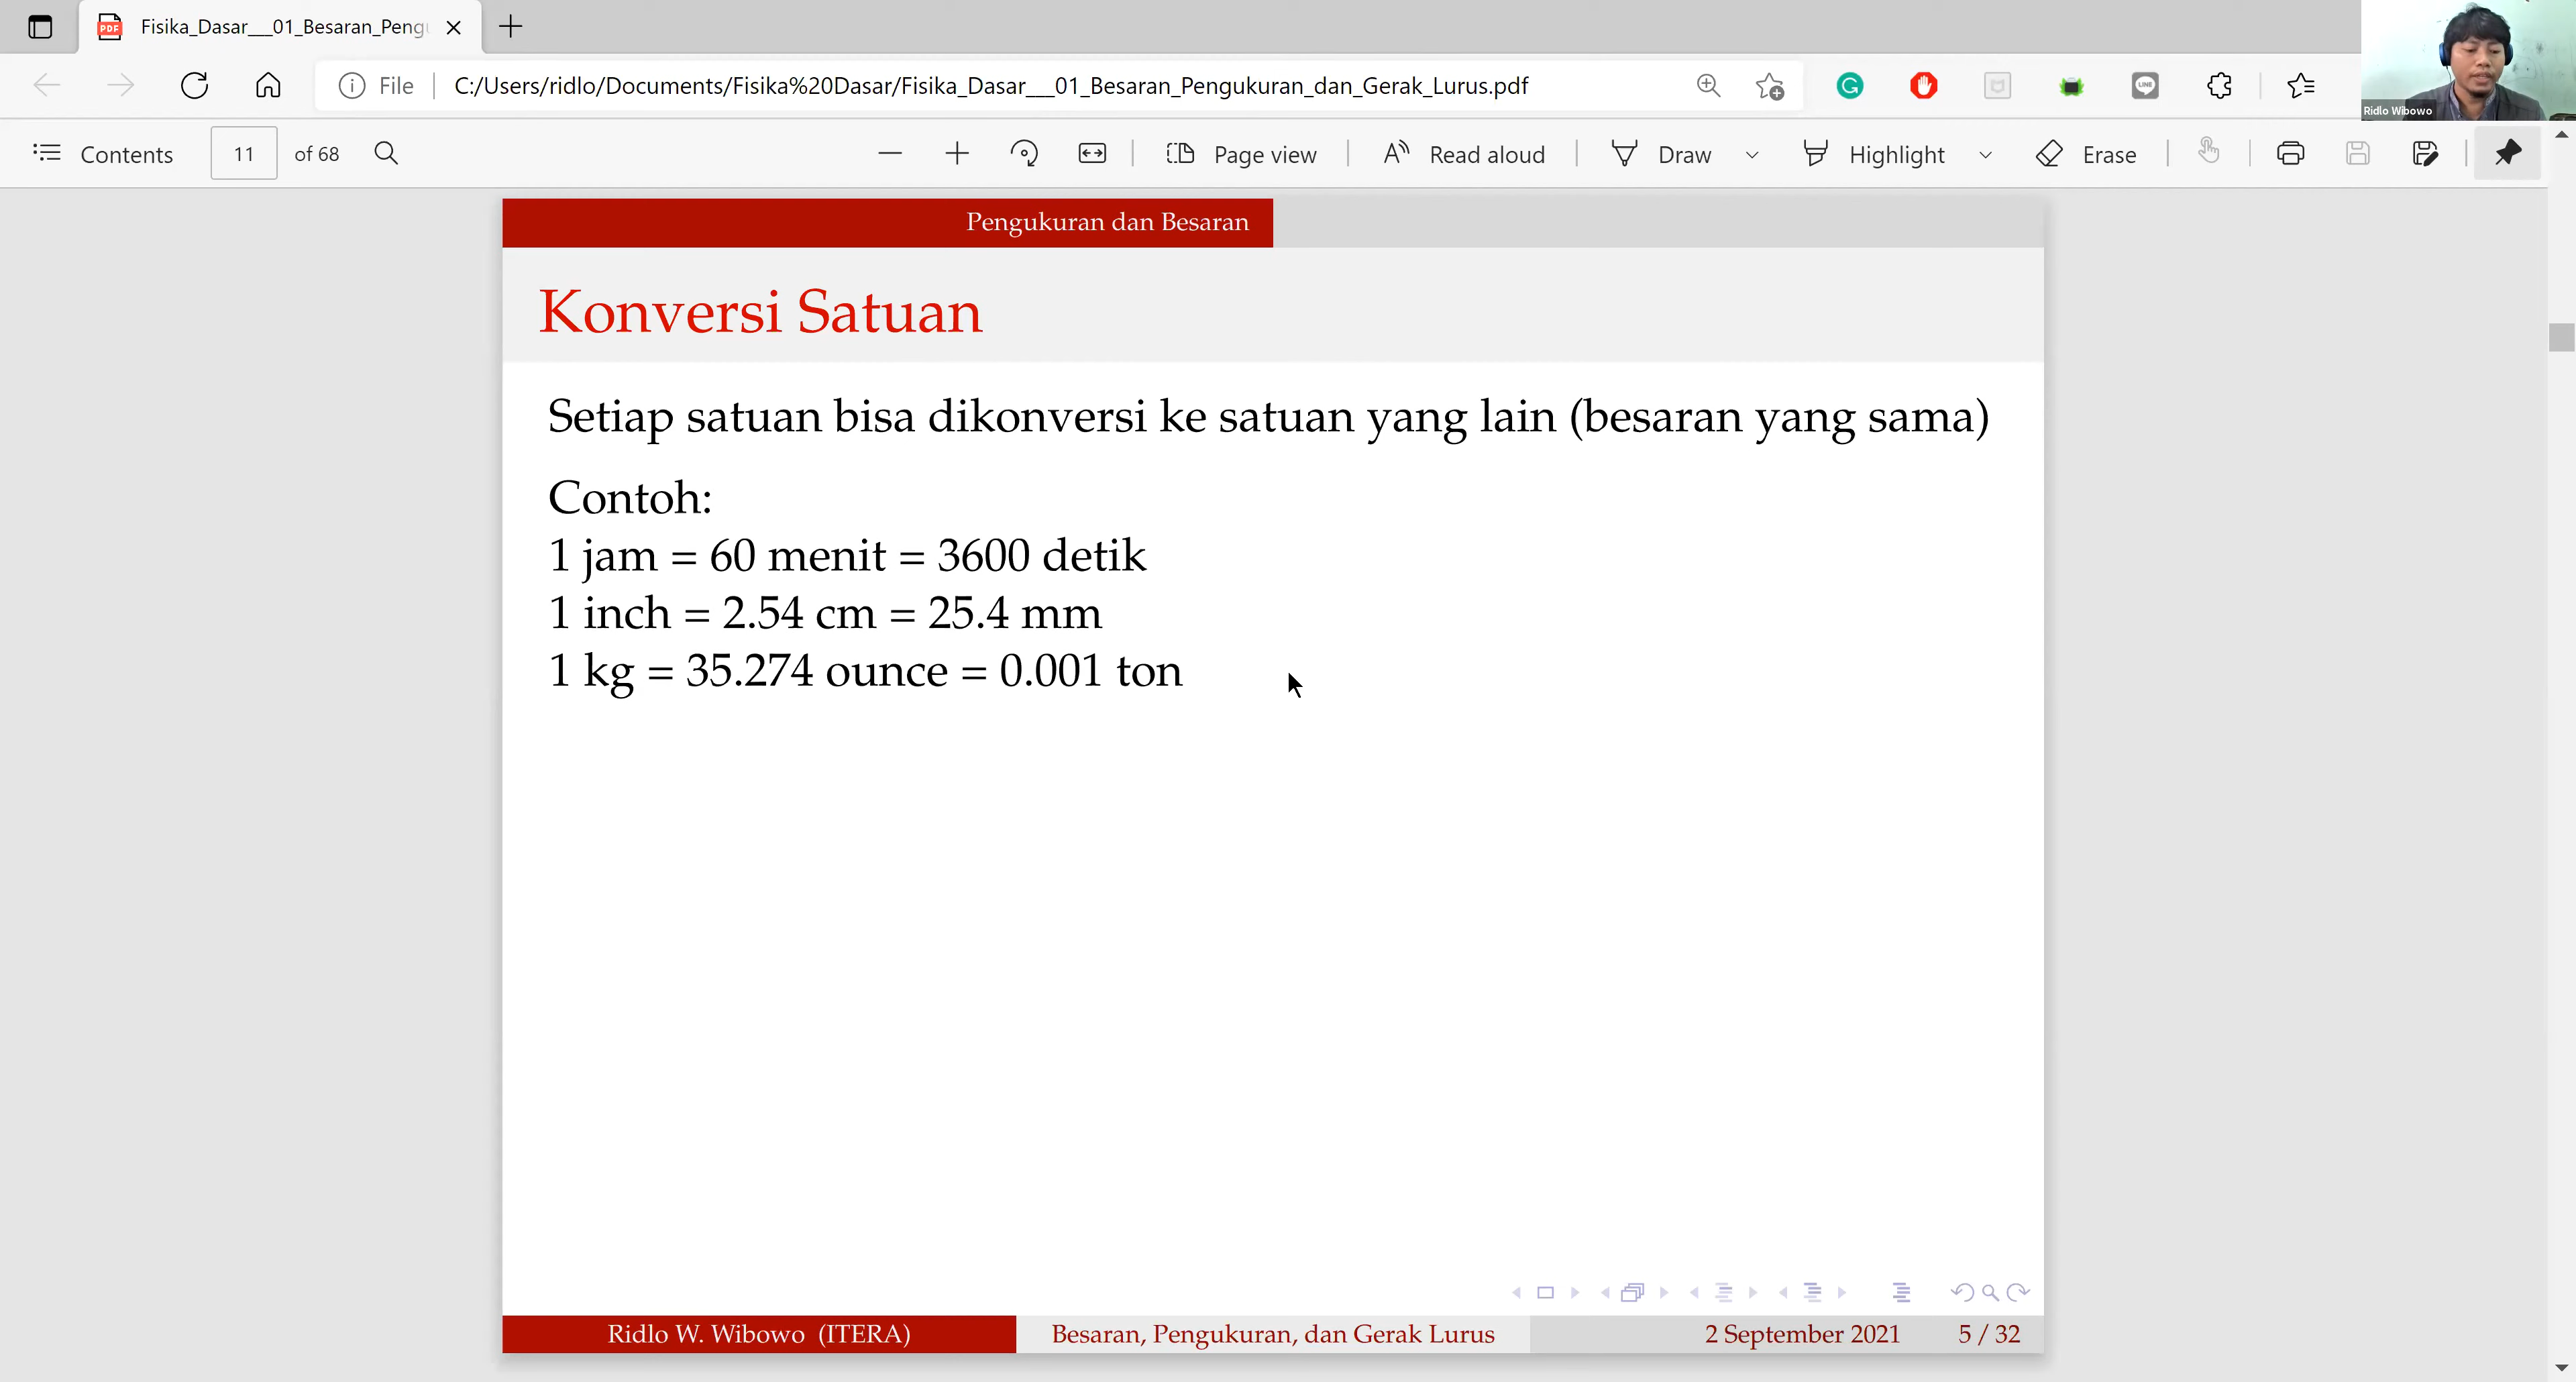 Fisika_Dasar___01_Besaran_Peng
File
C:/Users/ridlo/Documents/Fisika%20Dasar/Fisika_Dasar___01_Besaran_Pengukuran_dan_Gerak_Lurus.pdf
Ridlo Wibowo
Contents
11
of 68
Page view
Read aloud
Draw
Highlight
Erase
Pengukuran dan Besaran
Konversi Satuan
Setiap satuan bisa dikonversi ke satuan yang lain (besaran yang sama)
Contoh:
1 jam = 60 menit = 3600 detik
1 inch = 2.54 cm = 25.4 mm
1 kg = 35.274 ounce = 0.001 ton
Ridlo W. Wibowo (ITERA)
Besaran, Pengukuran, dan Gerak Lurus
2 September 2021
5 / 32